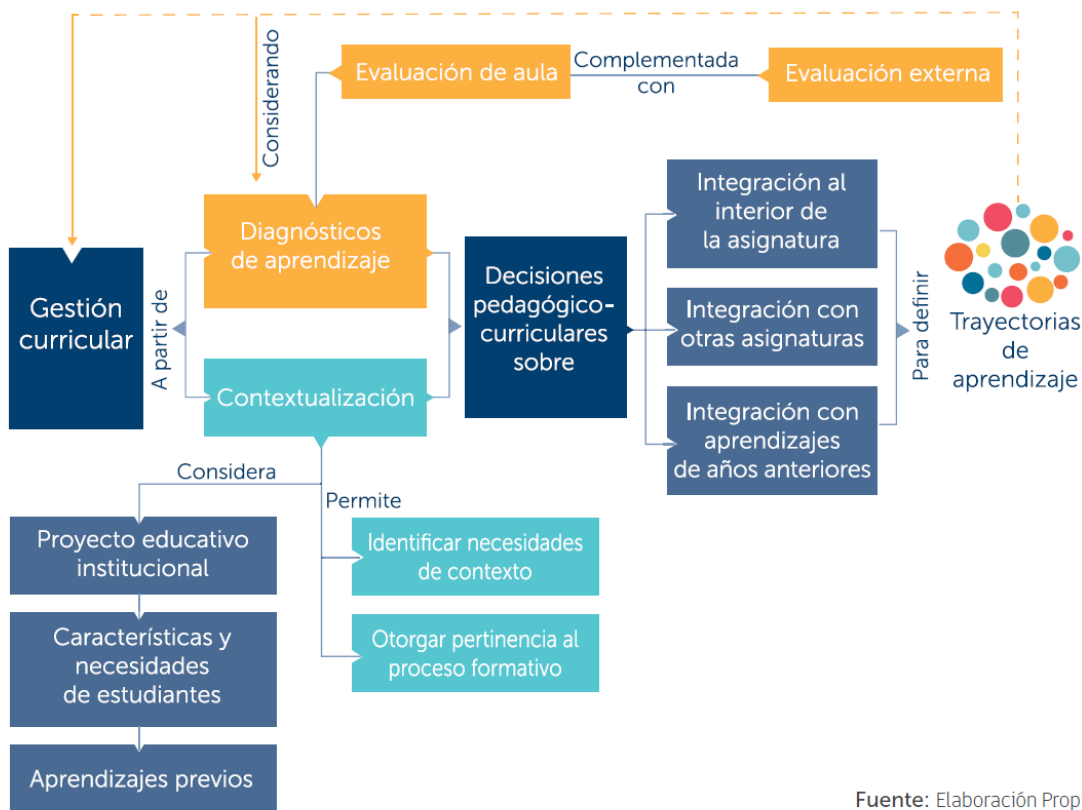 Considerando
Evaluación de aula
Complementada
con
Evaluación externa
Gestión
curricular
A partir de
Diagnósticos
de aprendizaje
Contextualización
Decisiones
pedagógico-
curriculares
sobre
Integración al
interior de
la asignatura
Integración con
otras asignaturas
Integración con
aprendizajes
de años anteriores
Para definir
Trayectorias
de
aprendizaje
Considera
Permite
Proyecto educativo
institucional
Características y
necesidades
de estudiantes
Aprendizajes previos
Identificar necesidades
de contexto
Otorgar pertinencia al
proceso formativo
Fuente: Elaboración Prop